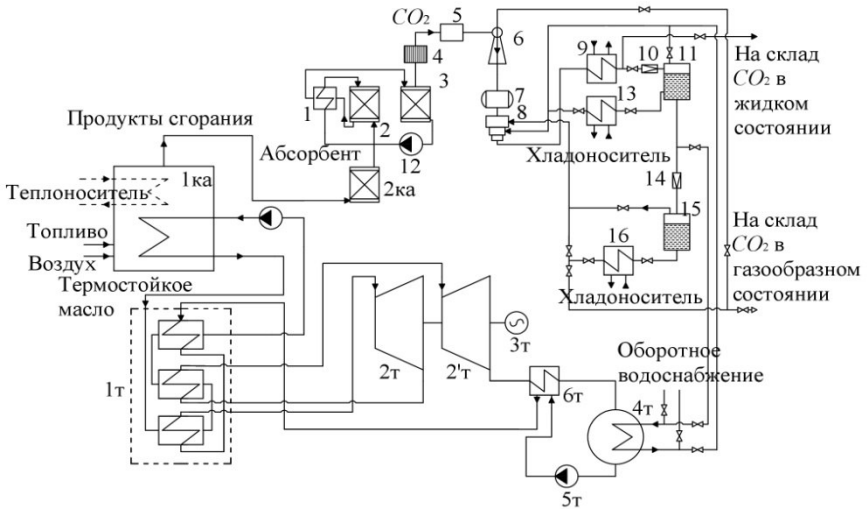 CO₂
5
6
4
3
1
2
12
7
8
9
10
11
13
На склад
CO₂ в
жидком
состоянии
Продукты сгорания
Абсорбент
Хладоноситель
1ка
2ка
Теплоноситель
14
15
16
Топливо
Воздух
Термостойкое
масло
На склад
CO₂ в
газообразном
состоянии
Хладоноситель
1т
2т
2'т
3т
Оборотное
водоснабжение
6т
4т
5т